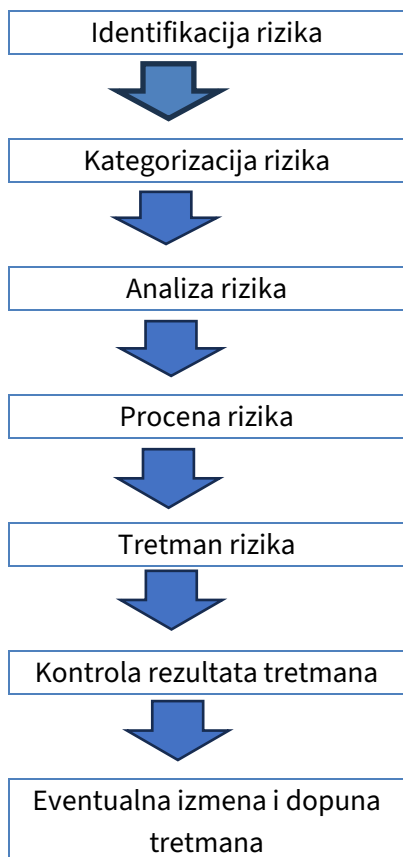 Identifikacija rizika
Kategorizacija rizika
Analiza rizika
Procena rizika
Tretman rizika
Kontrola rezultata tretmana
Eventualna izmena i dopuna
tretmana